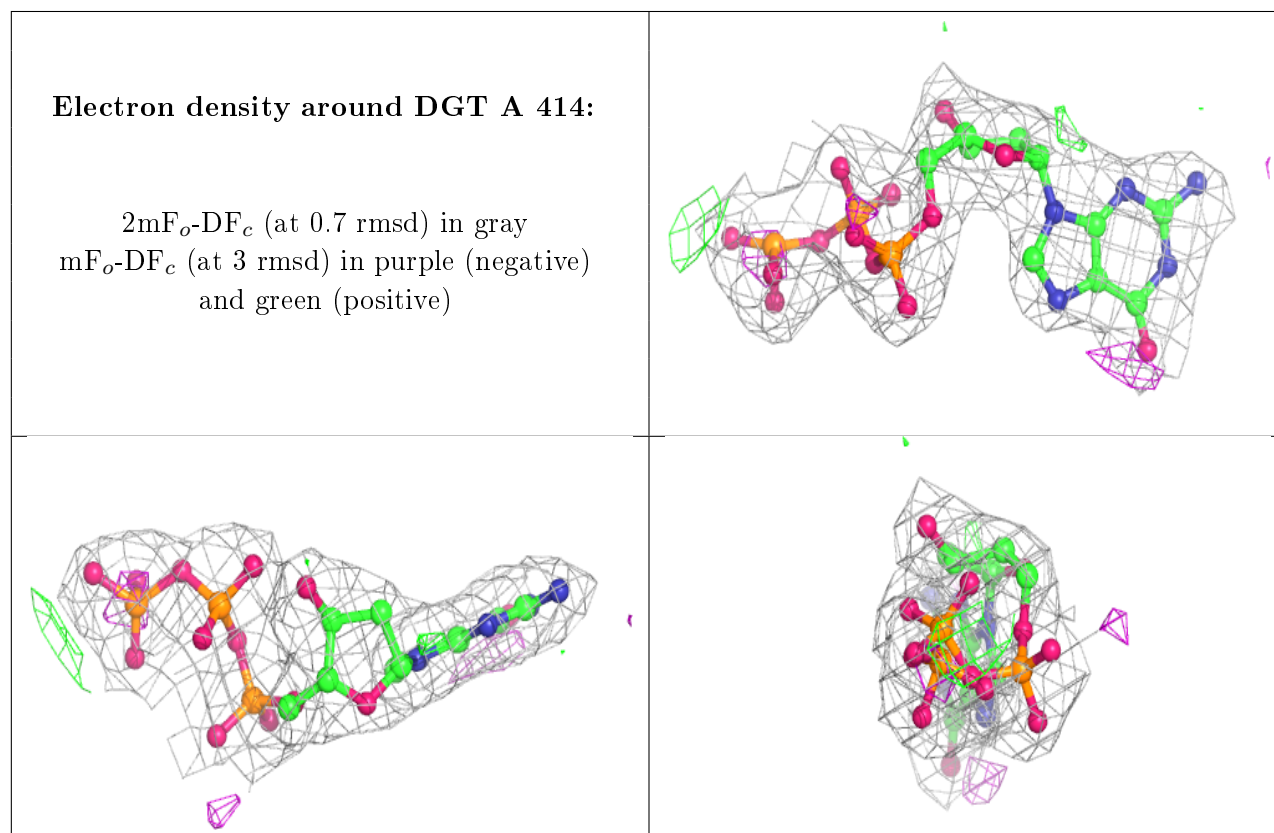 Electron density around DGT A 414:
2mFo-DFc (at 0.7 rmsd) in gray
mFo-DFc (at 3 rmsd) in purple (negative)
and green (positive)